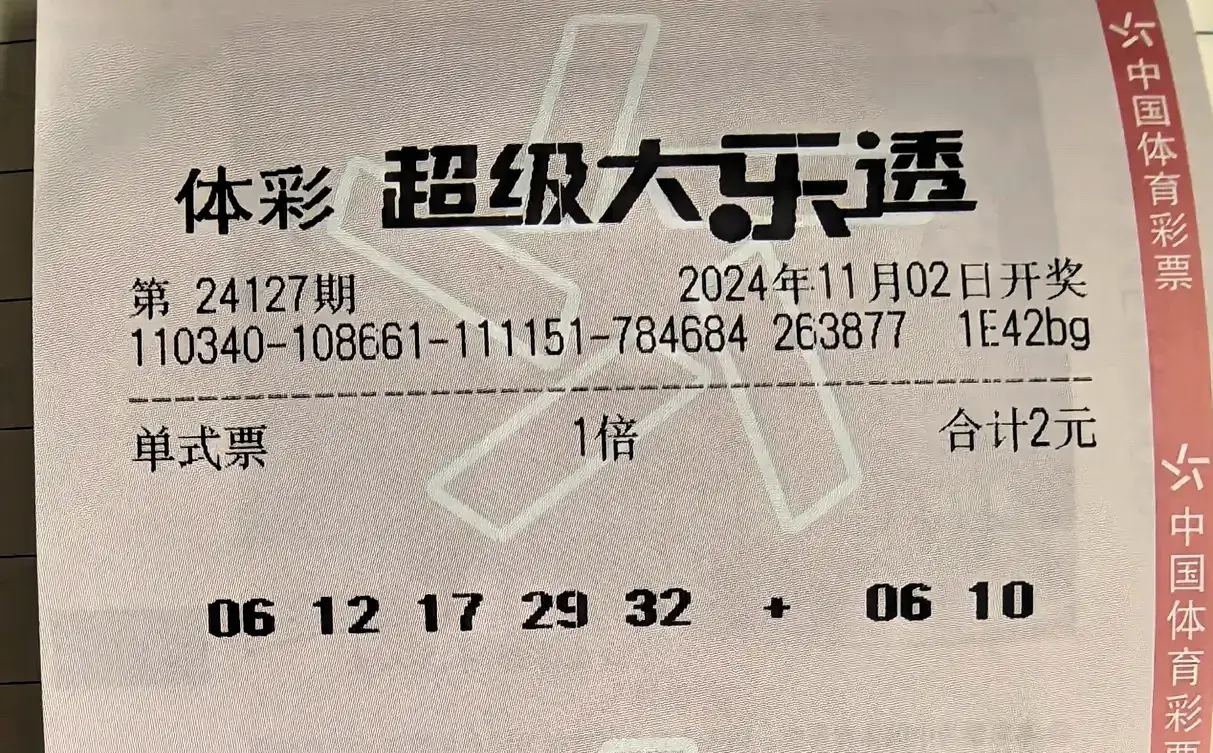 体彩 超级大乐透
第 24127期 2024年11月02日开奖
110340-108661-111151-784684 263877 1E42bg
单式票 1倍 合计2元
06 12 17 29 32 + 06 10
中国体育彩票
中国体育彩票